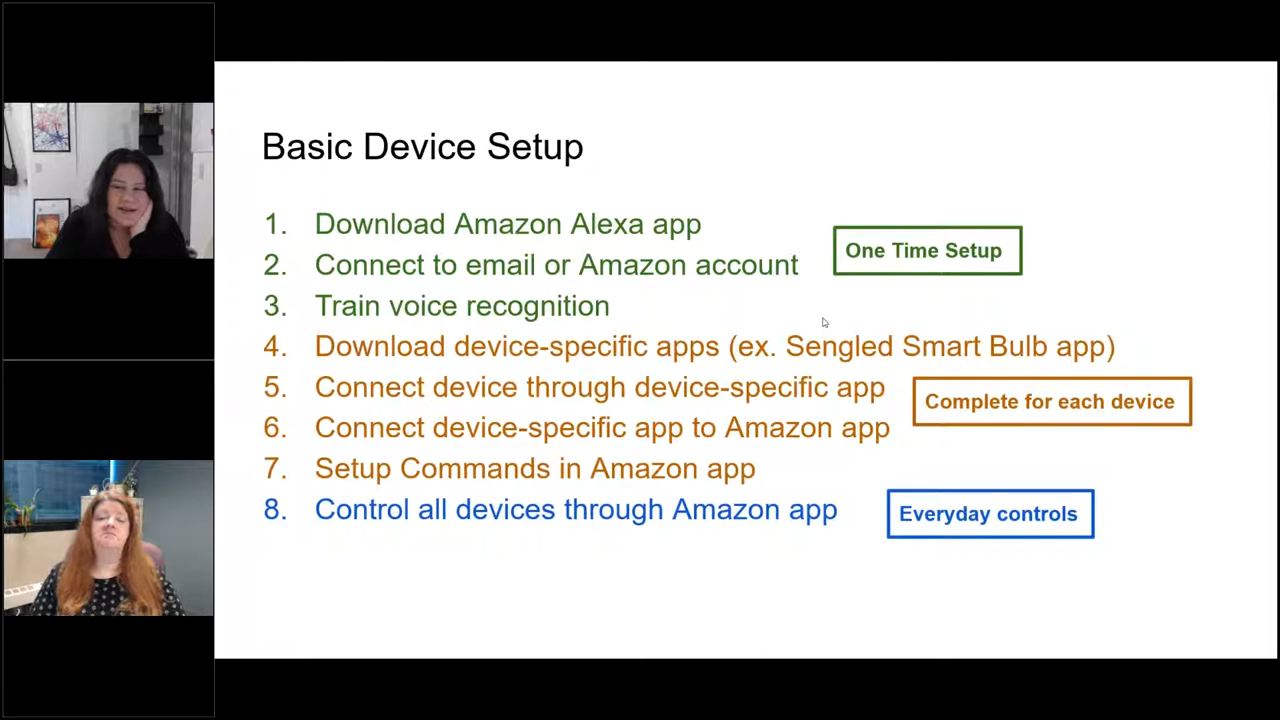 Basic Device Setup
1. Download Amazon Alexa app
2. Connect to email or Amazon account
One Time Setup
3. Train voice recognition
4. Download device-specific apps (ex. Sengled Smart Bulb app)
5. Connect device through device-specific app
Complete for each device
6. Connect device-specific app to Amazon app
7. Setup Commands in Amazon app
8. Control all devices through Amazon app
Everyday controls